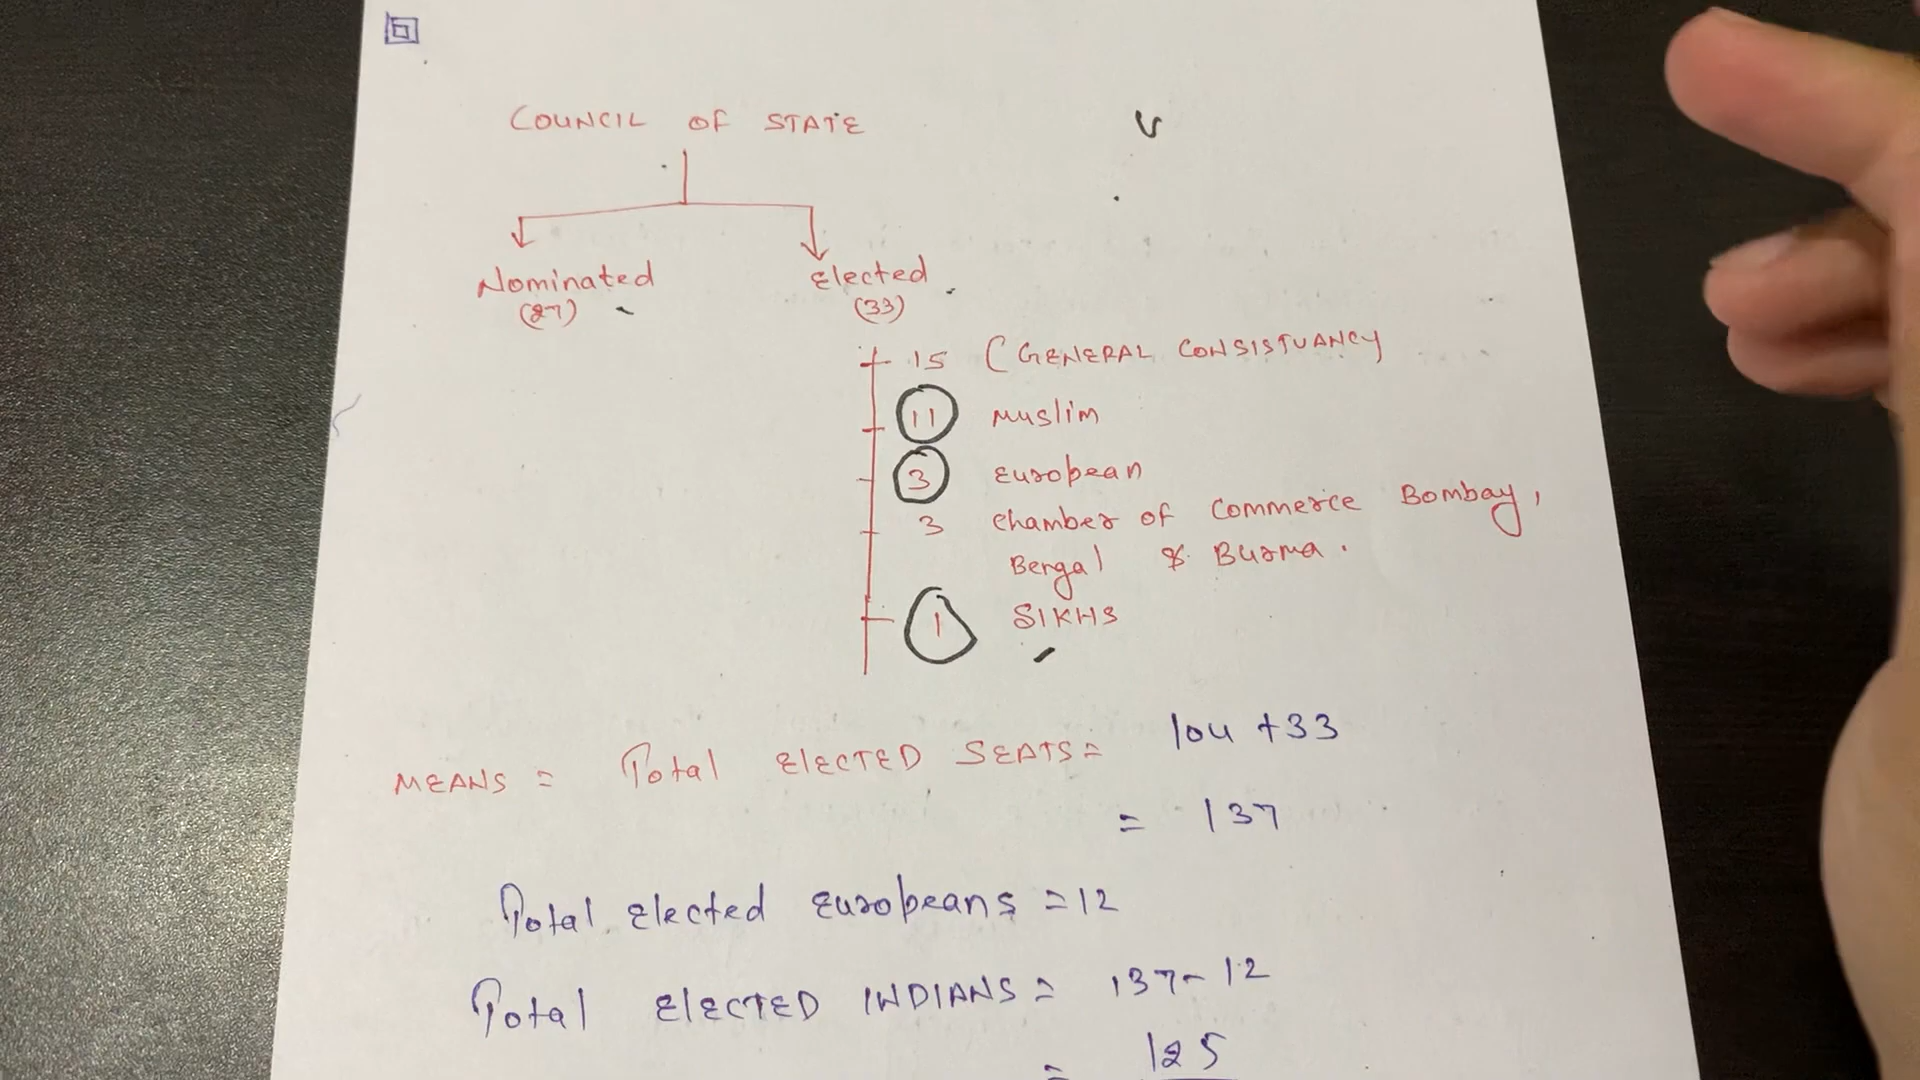 COUNCIL OF STATE
Nominated Elected
(27) (33)
15 (GENERAL CONSISTUANCY
11 Muslim
3 European
3 chamber of Commerce Bombay,
Bengal & Burma.
1 SIKHS
MEANS = Total ELECTED SEATS = 104 +33
= 137
Total Elected Europeans = 12
Total ELECTED INDIANS = 137-12
= 125